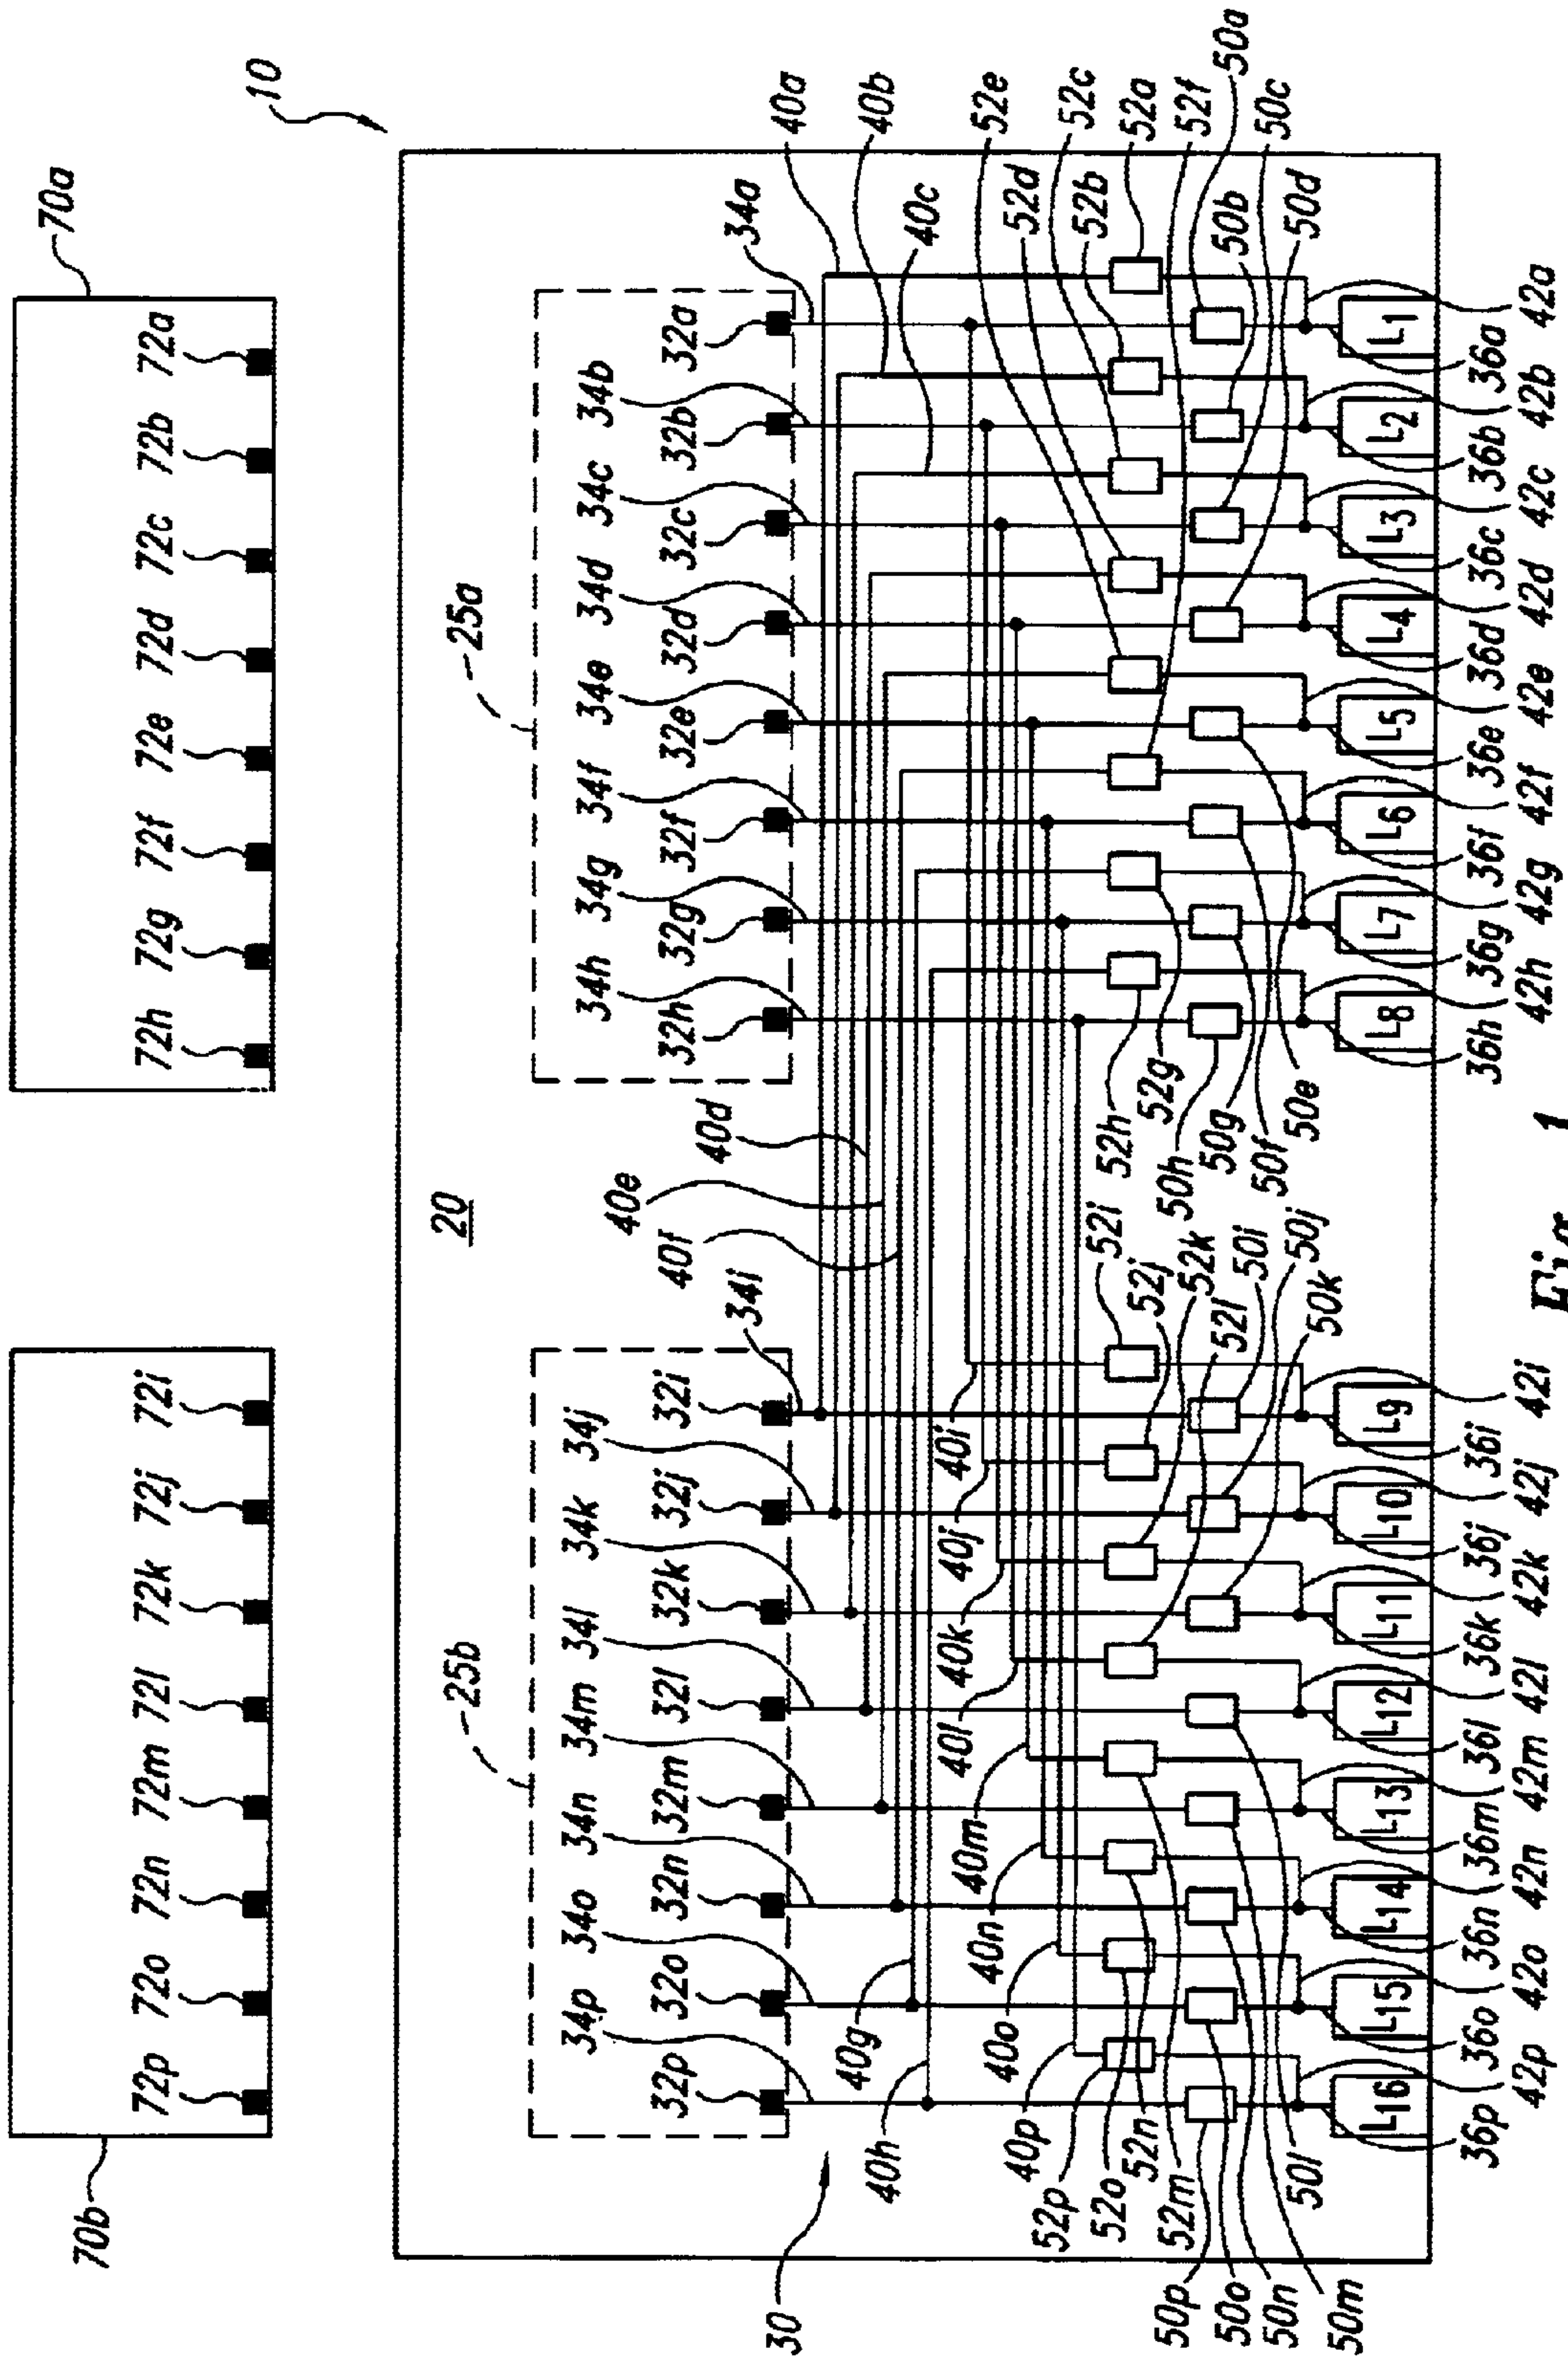 10
70b
70a
72p 72o 72n 72m 72l 72k 72j 72i
72h 72g 72f 72e 72d 72c 72b 72a
20
25b
25a
34p 34o 34n 34m 34l 34k 34j 34i
34h 34g 34f 34e 34d 34c 34b 34a
32p 32o 32n 32m 32l 32k 32j 32i
32h 32g 32f 32e 32d 32c 32b 32a
30
40h 40g
40f 40e 40d
40c 40b 40a
40p 40o 40n 40m 40l 40k 40j 40i
52e 52d 52c 52b 52a 52f
52p 52o 52n 52m
52i 52j 52k 52l
52h 52g
50p 50o 50n 50m 50l
50i 50j 50k
50h 50g 50f 50e
50b 50a 50c 50d
L16 L15 L14 L13 L12 L11 L10 L9
L8 L7 L6 L5 L4 L3 L2 L1
36p 36o 36n 36m 36l 36k 36j 36i
36h 36g 36f 36e 36d 36c 36b 36a
42p 42o 42n 42m 42l 42k 42j 42i
42h 42g 42f 42e 42d 42c 42b 42a
Fig. 1